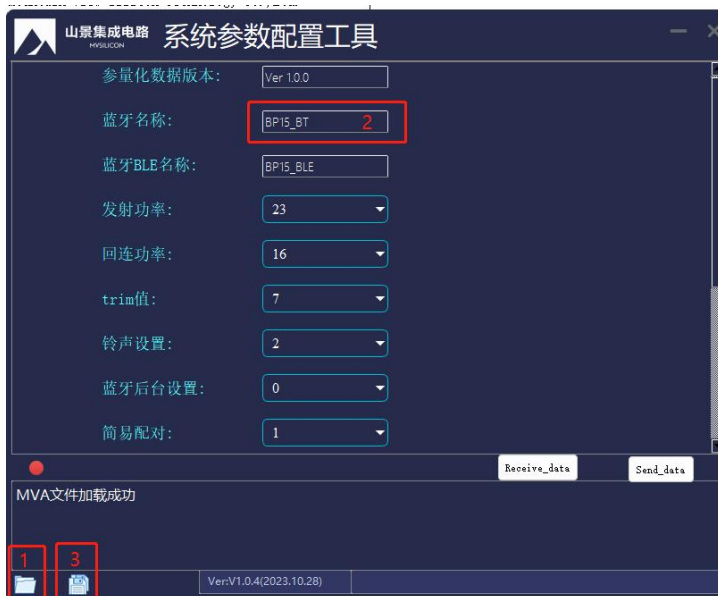 山景集成电路
MVSILICON
系统参数配置工具
参量化数据版本: Ver 1.0.0
蓝牙名称: BP15_BT 2
蓝牙BLE名称: BP15_BLE
发射功率: 23
回连功率: 16
trim值: 7
铃声设置: 2
蓝牙后台设置: 0
简易配对: 1
Receive_data Send_data
MVA文件加载成功
1 3
Ver:V1.0.4(2023.10.28)